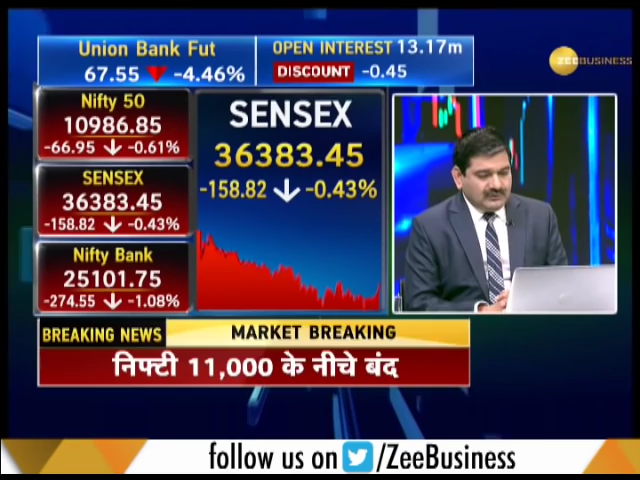 Union Bank Fut
67.55 -4.46%
OPEN INTEREST 13.17m
DISCOUNT -0.45
ZEEBUSINESS
Nifty 50
10986.85
-66.95 -0.61%
SENSEX
36383.45
-158.82 -0.43%
Nifty Bank
25101.75
-274.55 -1.08%
SENSEX
36383.45
-158.82 -0.43%
BREAKING NEWS
MARKET BREAKING
निफ्टी 11,000 के नीचे बंद
follow us on /ZeeBusiness